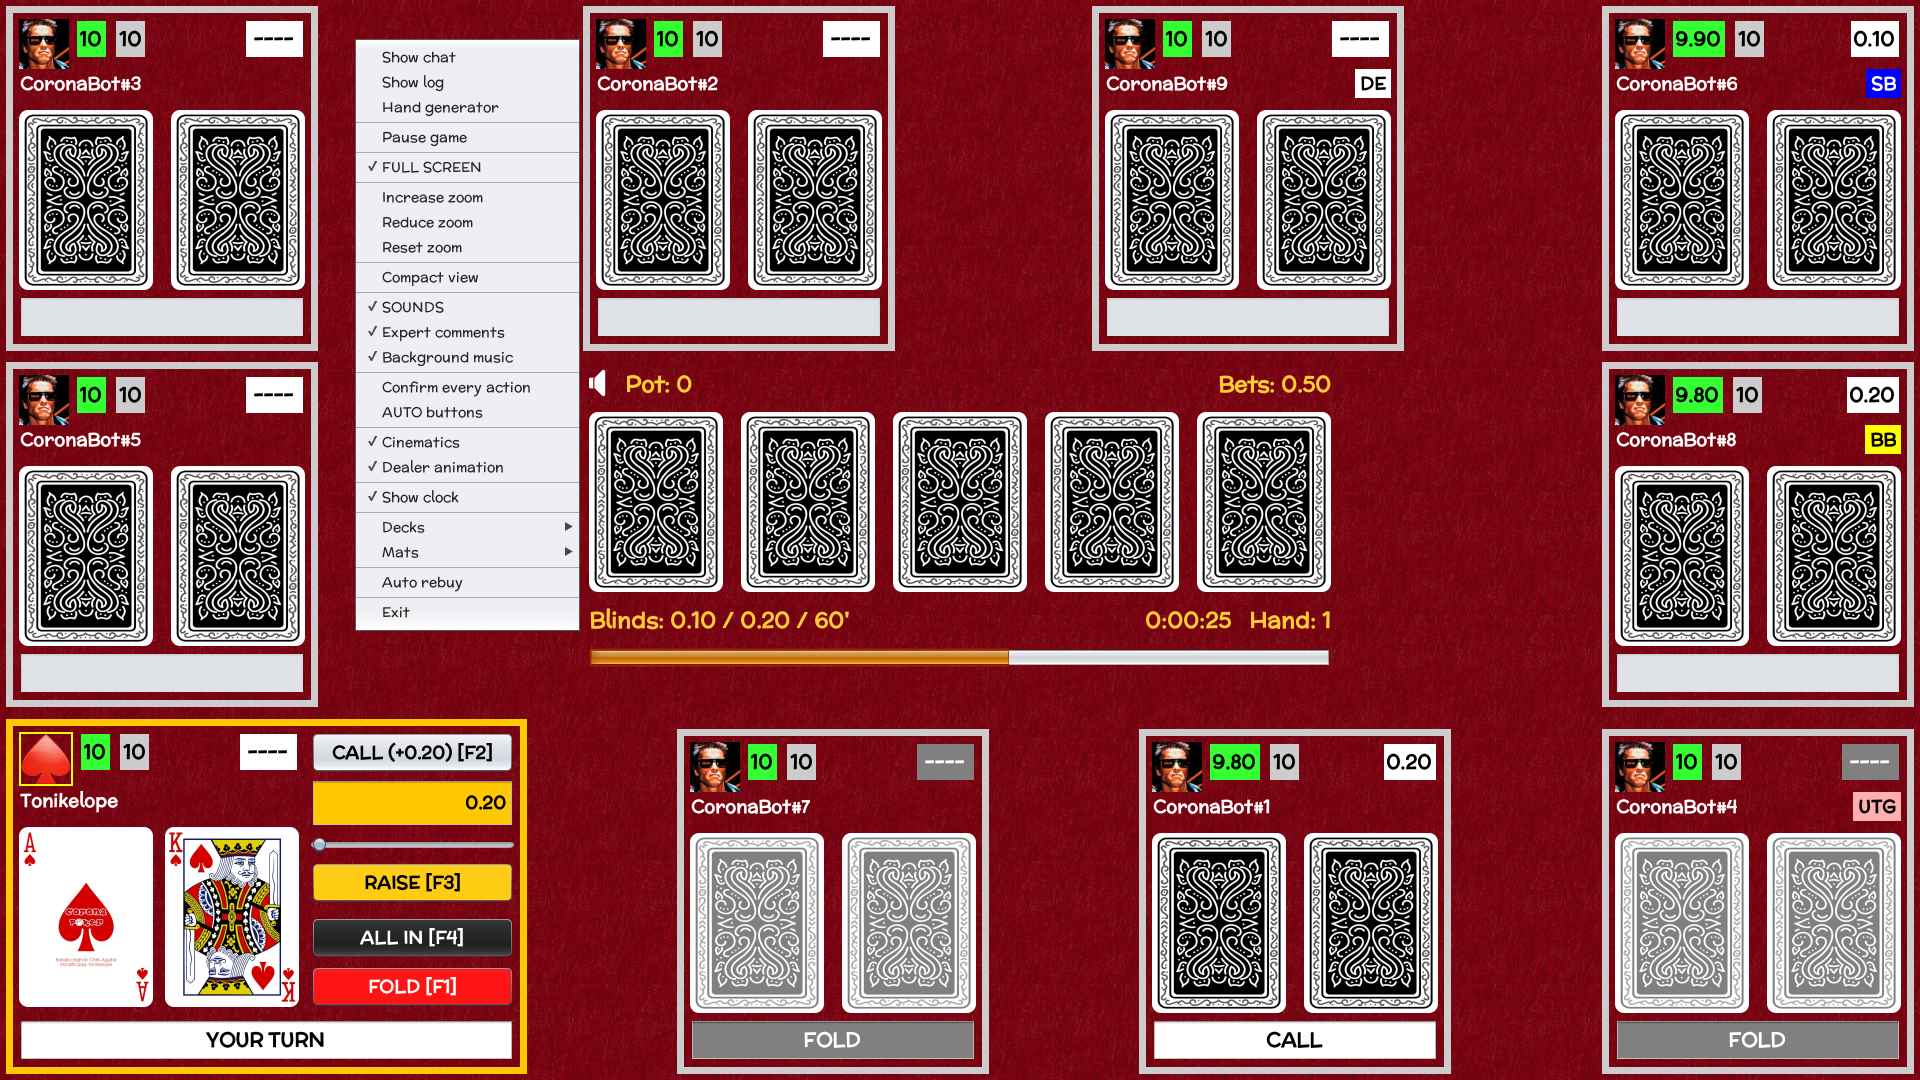 10 10 ----
CoronaBot#3
Show chat
Show log
Hand generator
Pause game
✓ FULL SCREEN
Increase zoom
Reduce zoom
Reset zoom
Compact view
✓ SOUNDS
✓ Expert comments
✓ Background music
Confirm every action
AUTO buttons
✓ Cinematics
✓ Dealer animation
✓ Show clock
Decks
Mats
Auto rebuy
Exit
10 10 ----
CoronaBot#2
10 10 ----
CoronaBot#9 DE
9.90 10 0.10
CoronaBot#6 SB
10 10 ----
CoronaBot#5
Pot: 0 Bets: 0.50
Blinds: 0.10 / 0.20 / 60' 0:00:25 Hand: 1
9.80 10 0.20
CoronaBot#8 BB
10 10 ----
Tonikelope
A
Corona
Poker
A
K
K
CALL (+0.20) [F2]
0.20
RAISE [F3]
ALL IN [F4]
FOLD [F1]
YOUR TURN
10 10 ----
CoronaBot#7
FOLD
9.80 10 0.20
CoronaBot#1
CALL
10 10 ----
CoronaBot#4 UTG
FOLD